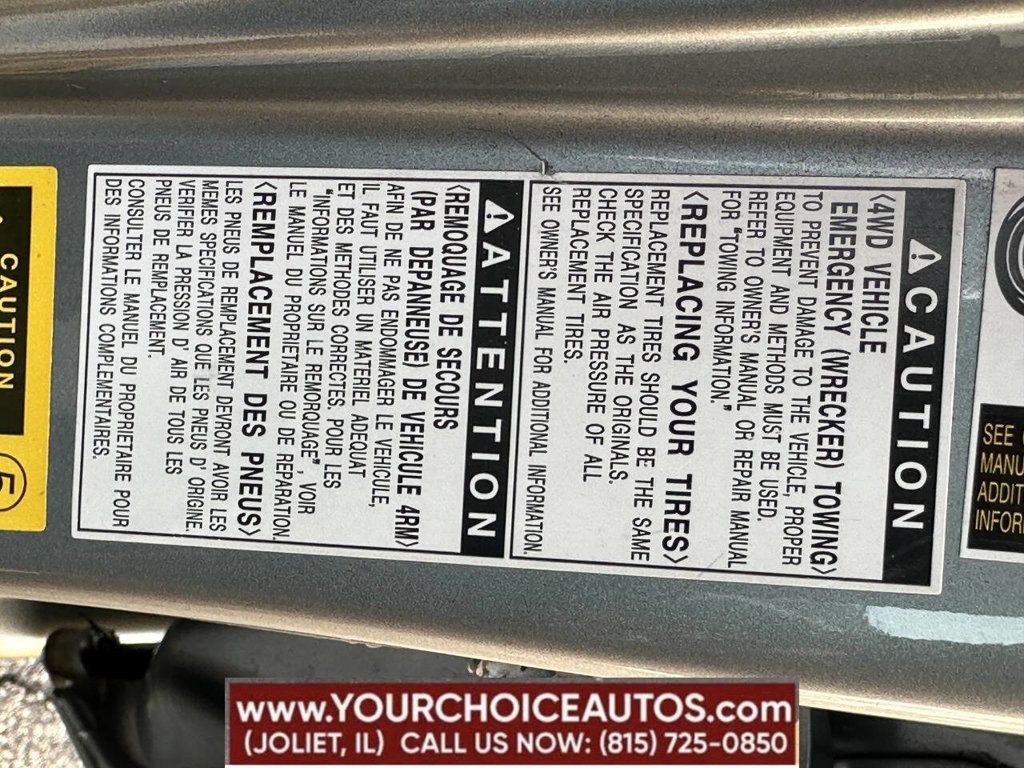 ⚠CAUTION
〈4WD VEHICLE
EMERGENCY (WRECKER) TOWING〉
TO PREVENT DAMAGE TO THE VEHICLE, PROPER
EQUIPMENT AND METHODS MUST BE USED.
REFER TO OWNER'S MANUAL OR REPAIR MANUAL
FOR "TOWING INFORMATION."
〈REPLACING YOUR TIRES〉
REPLACEMENT TIRES SHOULD BE THE SAME
SPECIFICATION AS THE ORIGINALS.
CHECK THE AIR PRESSURE OF ALL
REPLACEMENT TIRES.
SEE OWNER'S MANUAL FOR ADDITIONAL INFORMATION.
⚠ATTENTION
〈REMOQUAGE DE SECOURS
(PAR DEPANNEUSE) DE VEHICULE 4RM〉
AFIN DE NE PAS ENDOMMAGER LE VEHICULE,
IL FAUT UTILISER UN MATERIEL ADEQUAT
ET DES METHODES CORRECTES. POUR LES
"INFORMATIONS SUR LE REMORQUAGE", VOIR
LE MANUEL DU PROPRIETAIRE OU DE REPARATION.
〈REMPLACEMENT DES PNEUS〉
LES PNEUS DE REMPLACEMENT DEVRONT AVOIR LES
MEMES SPECIFICATIONS QUE LES PNEUS D'ORIGINE.
VERIFIER LA PRESSION D'AIR DE TOUS LES
PNEUS DE REMPLACEMENT.
CONSULTER LE MANUEL DU PROPRIETAIRE POUR
DES INFORMATIONS COMPLEMENTAIRES.
CAUTION
5
SEE
MANU
ADDIT
INFOR
www.YOURCHOICEAUTOS.com
(JOLIET, IL) CALL US NOW: (815) 725-0850